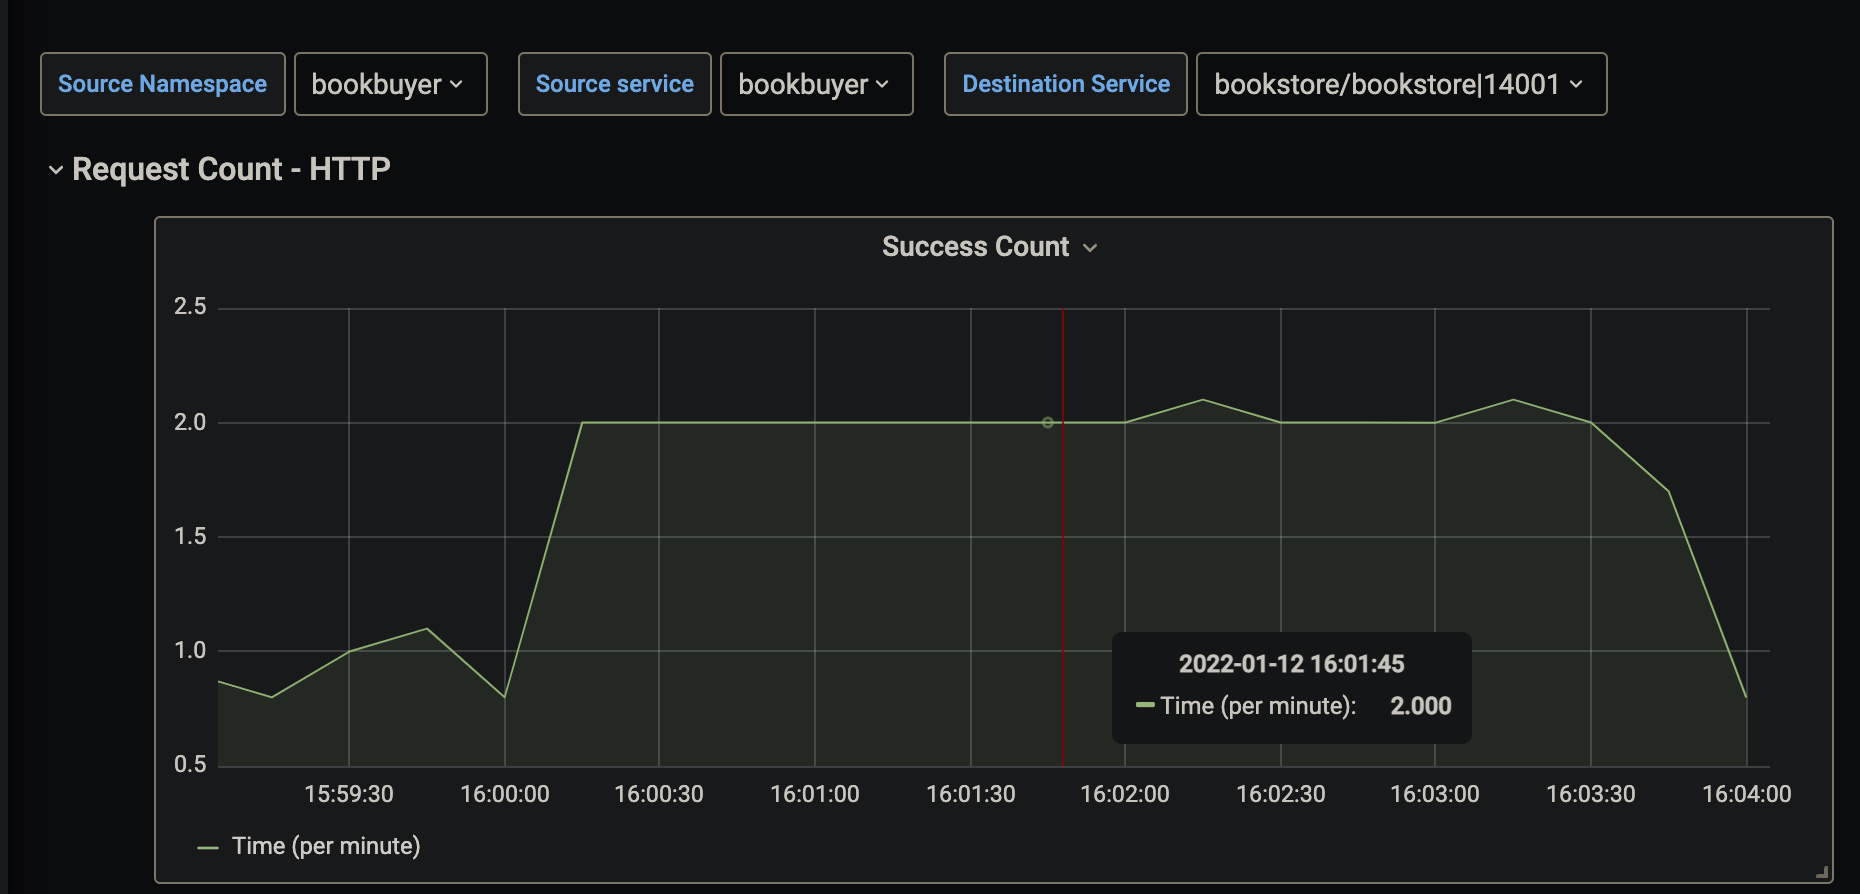 Source Namespace bookbuyer Source service bookbuyer Destination Service bookstore/bookstore|14001
Request Count - HTTP
Success Count
2.5
2.0
1.5
1.0
0.5
2022-01-12 16:01:45
Time (per minute): 2.000
15:59:30 16:00:00 16:00:30 16:01:00 16:01:30 16:02:00 16:02:30 16:03:00 16:03:30 16:04:00
Time (per minute)